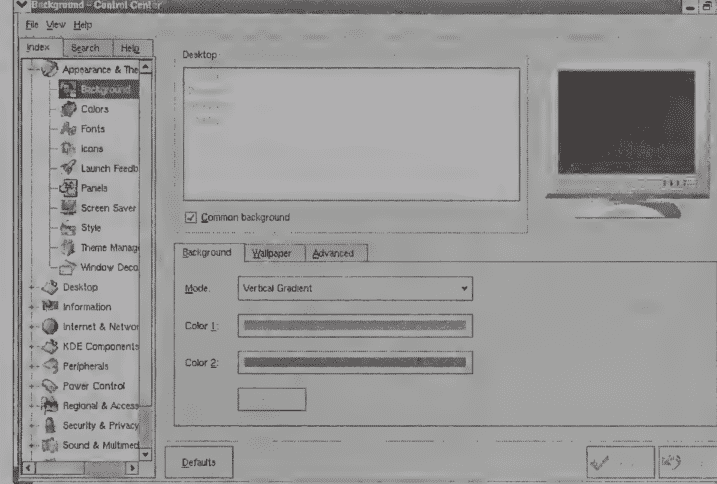 Background - Control Center
File View Help
Index Search Help
Appearance & The
Background
Colors
Fonts
Icons
Launch Feedb
Panels
Screen Saver
Style
Theme Manag
Window Deco
Desktop
Information
Internet & Networ
KDE Components
Peripherals
Power Control
Regional & Access
Security & Privacy
Sound & Multimed
Desktop
Common background
Background Wallpaper Advanced
Mode: Vertical Gradient
Color 1:
Color 2:
Defaults